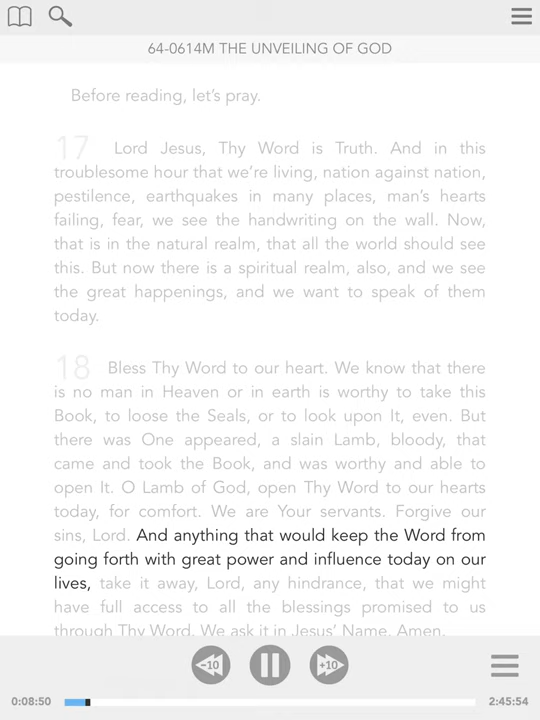 64-0614M THE UNVEILING OF GOD
Before reading, let’s pray.
17 Lord Jesus, Thy Word is Truth. And in this
troublesome hour that we’re living, nation against nation,
pestilence, earthquakes in many places, man’s hearts
failing, fear, we see the handwriting on the wall. Now,
that is in the natural realm, that all the world should see
this. But now there is a spiritual realm, also, and we see
the great happenings, and we want to speak of them
today.
18 Bless Thy Word to our heart. We know that there
is no man in Heaven or in earth is worthy to take this
Book, to loose the Seals, or to look upon It, even. But
there was One appeared, a slain Lamb, bloody, that
came and took the Book, and was worthy and able to
open It. O Lamb of God, open Thy Word to our hearts
today, for comfort. We are Your servants. Forgive our
sins, Lord. And anything that would keep the Word from
going forth with great power and influence today on our
lives, take it away, Lord, any hindrance, that we might
have full access to all the blessings promised to us
through Thy Word. We ask it in Jesus’ Name. Amen.
-10 +10
0:08:50 2:45:54